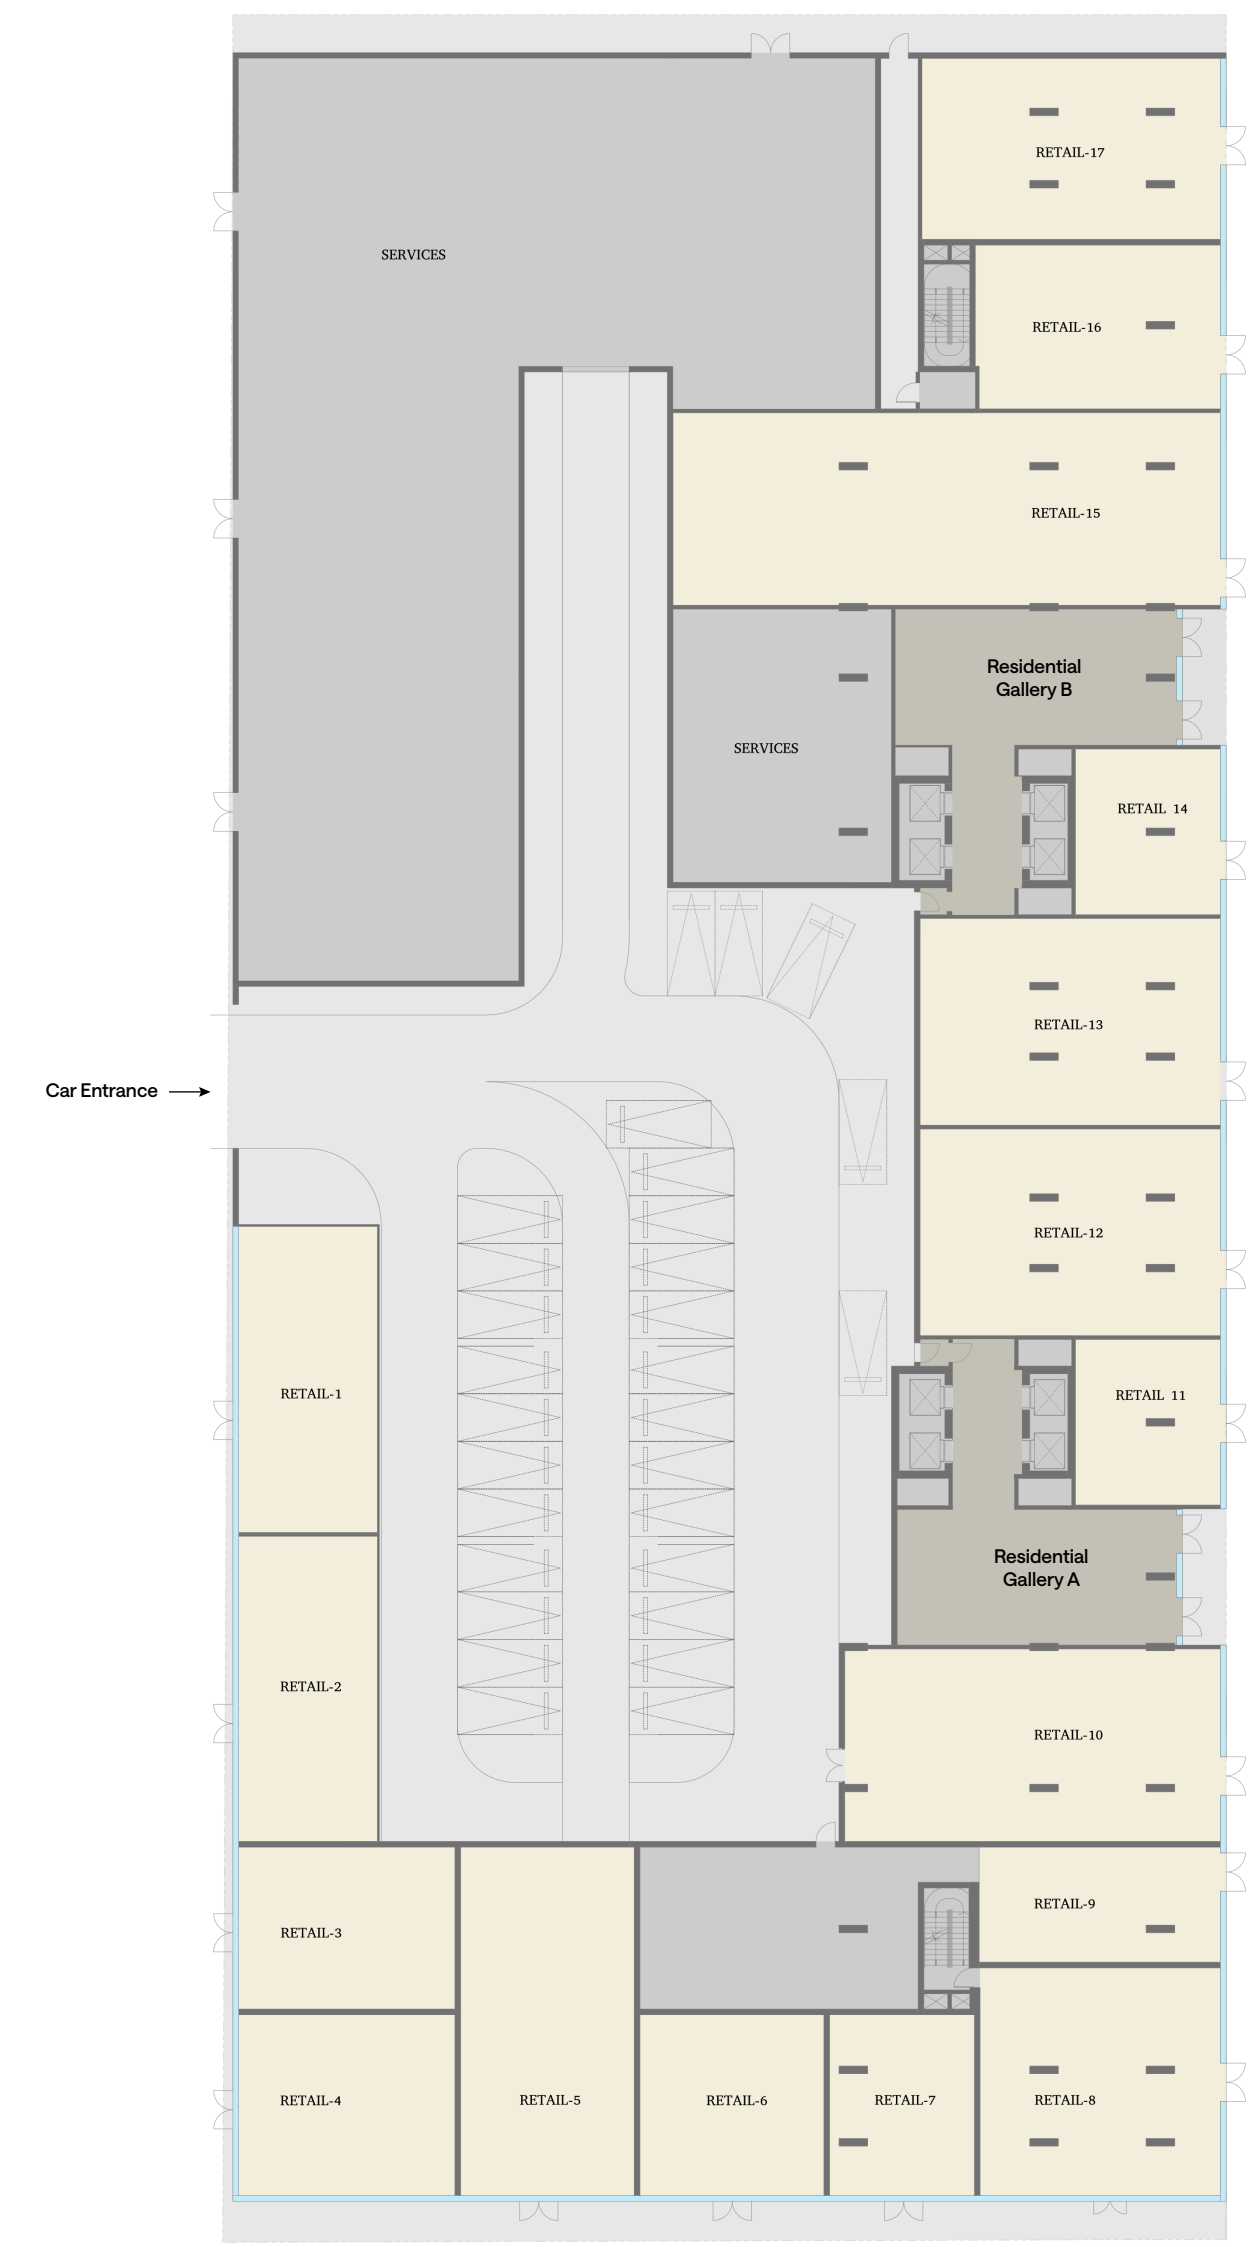 RETAIL-17
SERVICES
RETAIL-16
RETAIL-15
Residential
Gallery B
SERVICES
RETAIL 14
RETAIL-13
Car Entrance
RETAIL-12
RETAIL-1
RETAIL 11
Residential
Gallery A
RETAIL-2
RETAIL-10
RETAIL-9
RETAIL-3
RETAIL-4
RETAIL-5
RETAIL-6
RETAIL-7
RETAIL-8